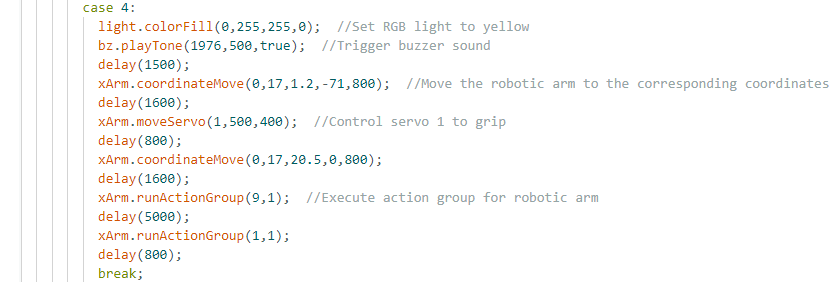 case 4:
light.colorFill(0,255,255,0);  //Set RGB light to yellow
bz.playTone(1976,500,true);  //Trigger buzzer sound
delay(1500);
xArm.coordinateMove(0,17,1.2,-71,800);  //Move the robotic arm to the corresponding coordinates
delay(1600);
xArm.moveServo(1,500,400);  //Control servo 1 to grip
delay(800);
xArm.coordinateMove(0,17,20.5,0,800);
delay(1600);
xArm.runActionGroup(9,1);  //Execute action group for robotic arm
delay(5000);
xArm.runActionGroup(1,1);
delay(800);
break;